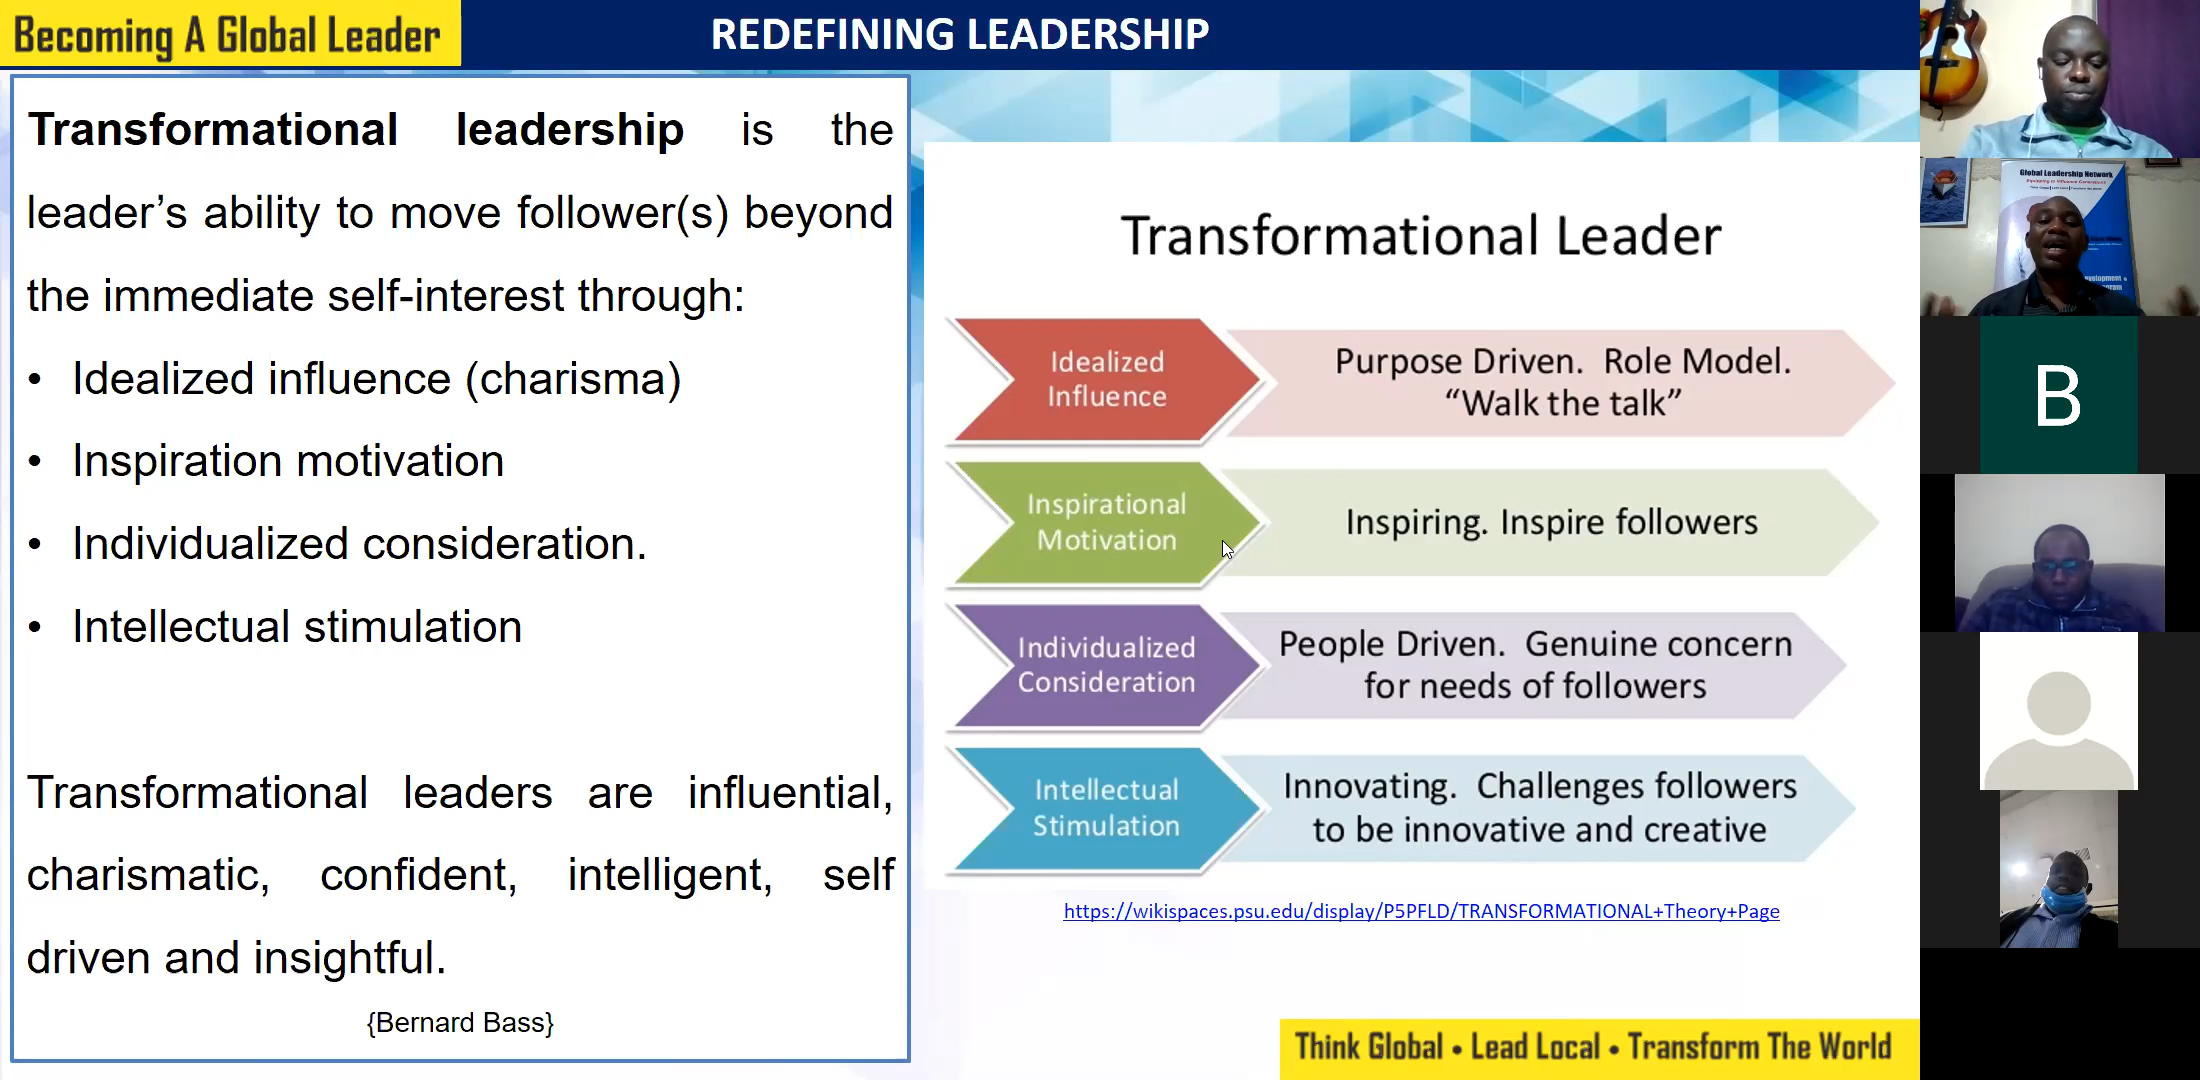 Becoming A Global Leader
REDEFINING LEADERSHIP
Transformational leadership is the
leader’s ability to move follower(s) beyond
the immediate self-interest through:
• Idealized influence (charisma)
• Inspiration motivation
• Individualized consideration.
• Intellectual stimulation
Transformational leaders are influential,
charismatic, confident, intelligent, self
driven and insightful.
{Bernard Bass}
Transformational Leader
Idealized
Influence
Purpose Driven. Role Model.
“Walk the talk”
Inspirational
Motivation
Inspiring. Inspire followers
Individualized
Consideration
People Driven. Genuine concern
for needs of followers
Intellectual
Stimulation
Innovating. Challenges followers
to be innovative and creative
https://wikispaces.psu.edu/display/P5PFLD/TRANSFORMATIONAL+Theory+Page
Think Global • Lead Local • Transform The World
Global Leadership Network
B